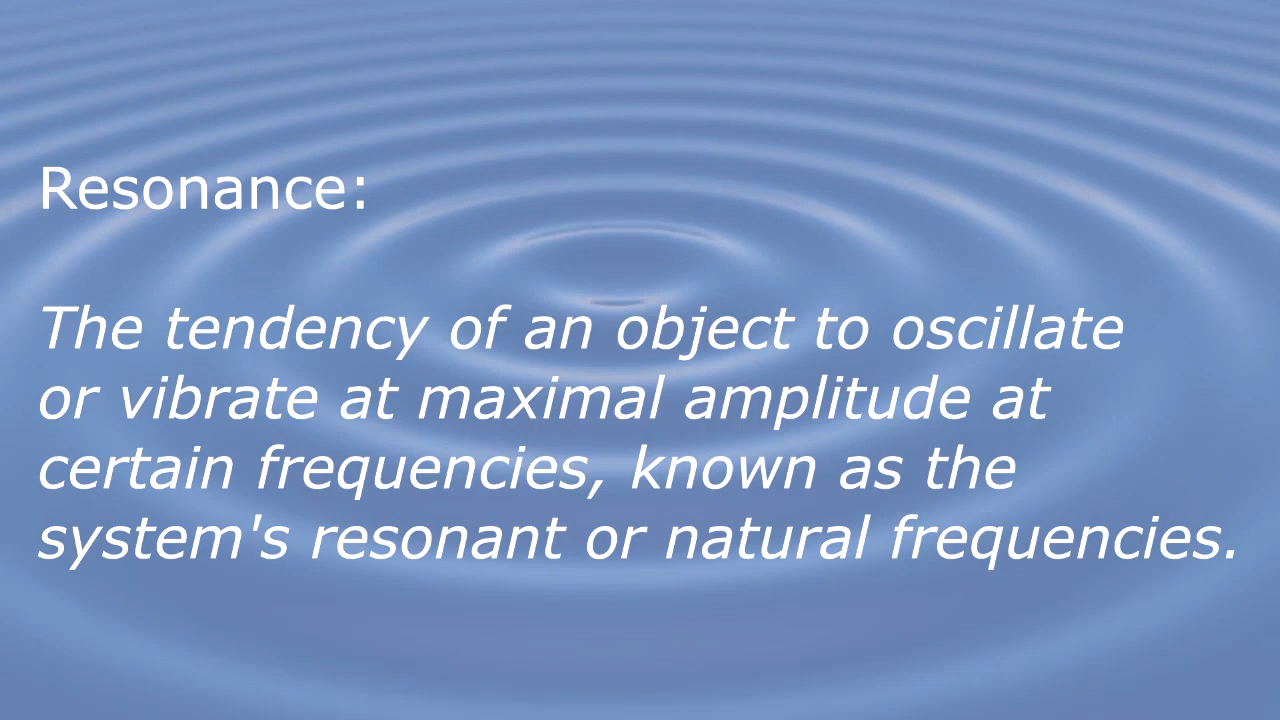 Resonance:
The tendency of an object to oscillate
or vibrate at maximal amplitude at
certain frequencies, known as the
system's resonant or natural frequencies.